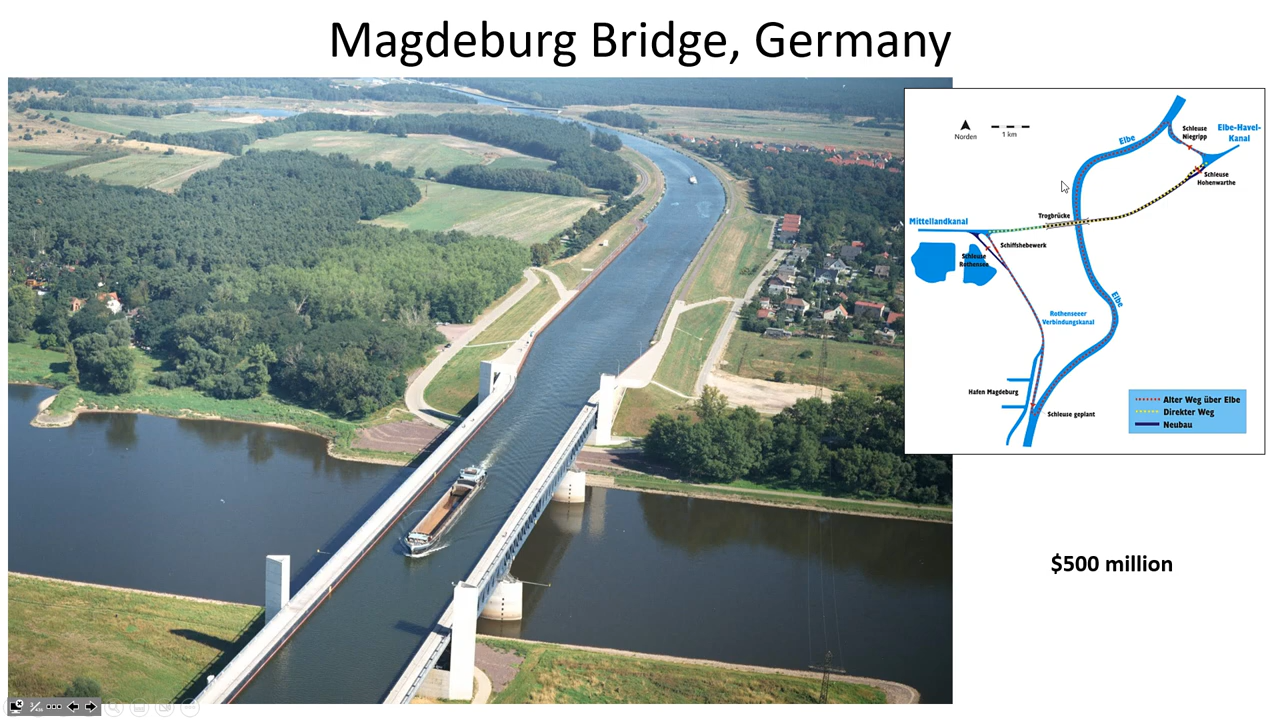 Magdeburg Bridge, Germany
Norden
1 km
Elbe
Schleuse
Niegripp
Elbe-Havel-
Kanal
Schleuse
Hohenwarthe
Trogbrücke
Mittellandkanal
Schiffshebewerk
Schleuse
Rothensee
Elbe
Rothenseer
Verbindungskanal
Hafen Magdeburg
Schleuse geplant
Alter Weg über Elbe
Direkter Weg
Neubau
$500 million